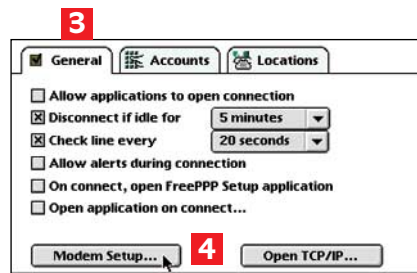 3
General Accounts Locations
Allow applications to open connection
Disconnect if idle for 5 minutes
Check line every 20 seconds
Allow alerts during connection
On connect, open FreePPP Setup application
Open application on connect...
Modem Setup... 4 Open TCP/IP...